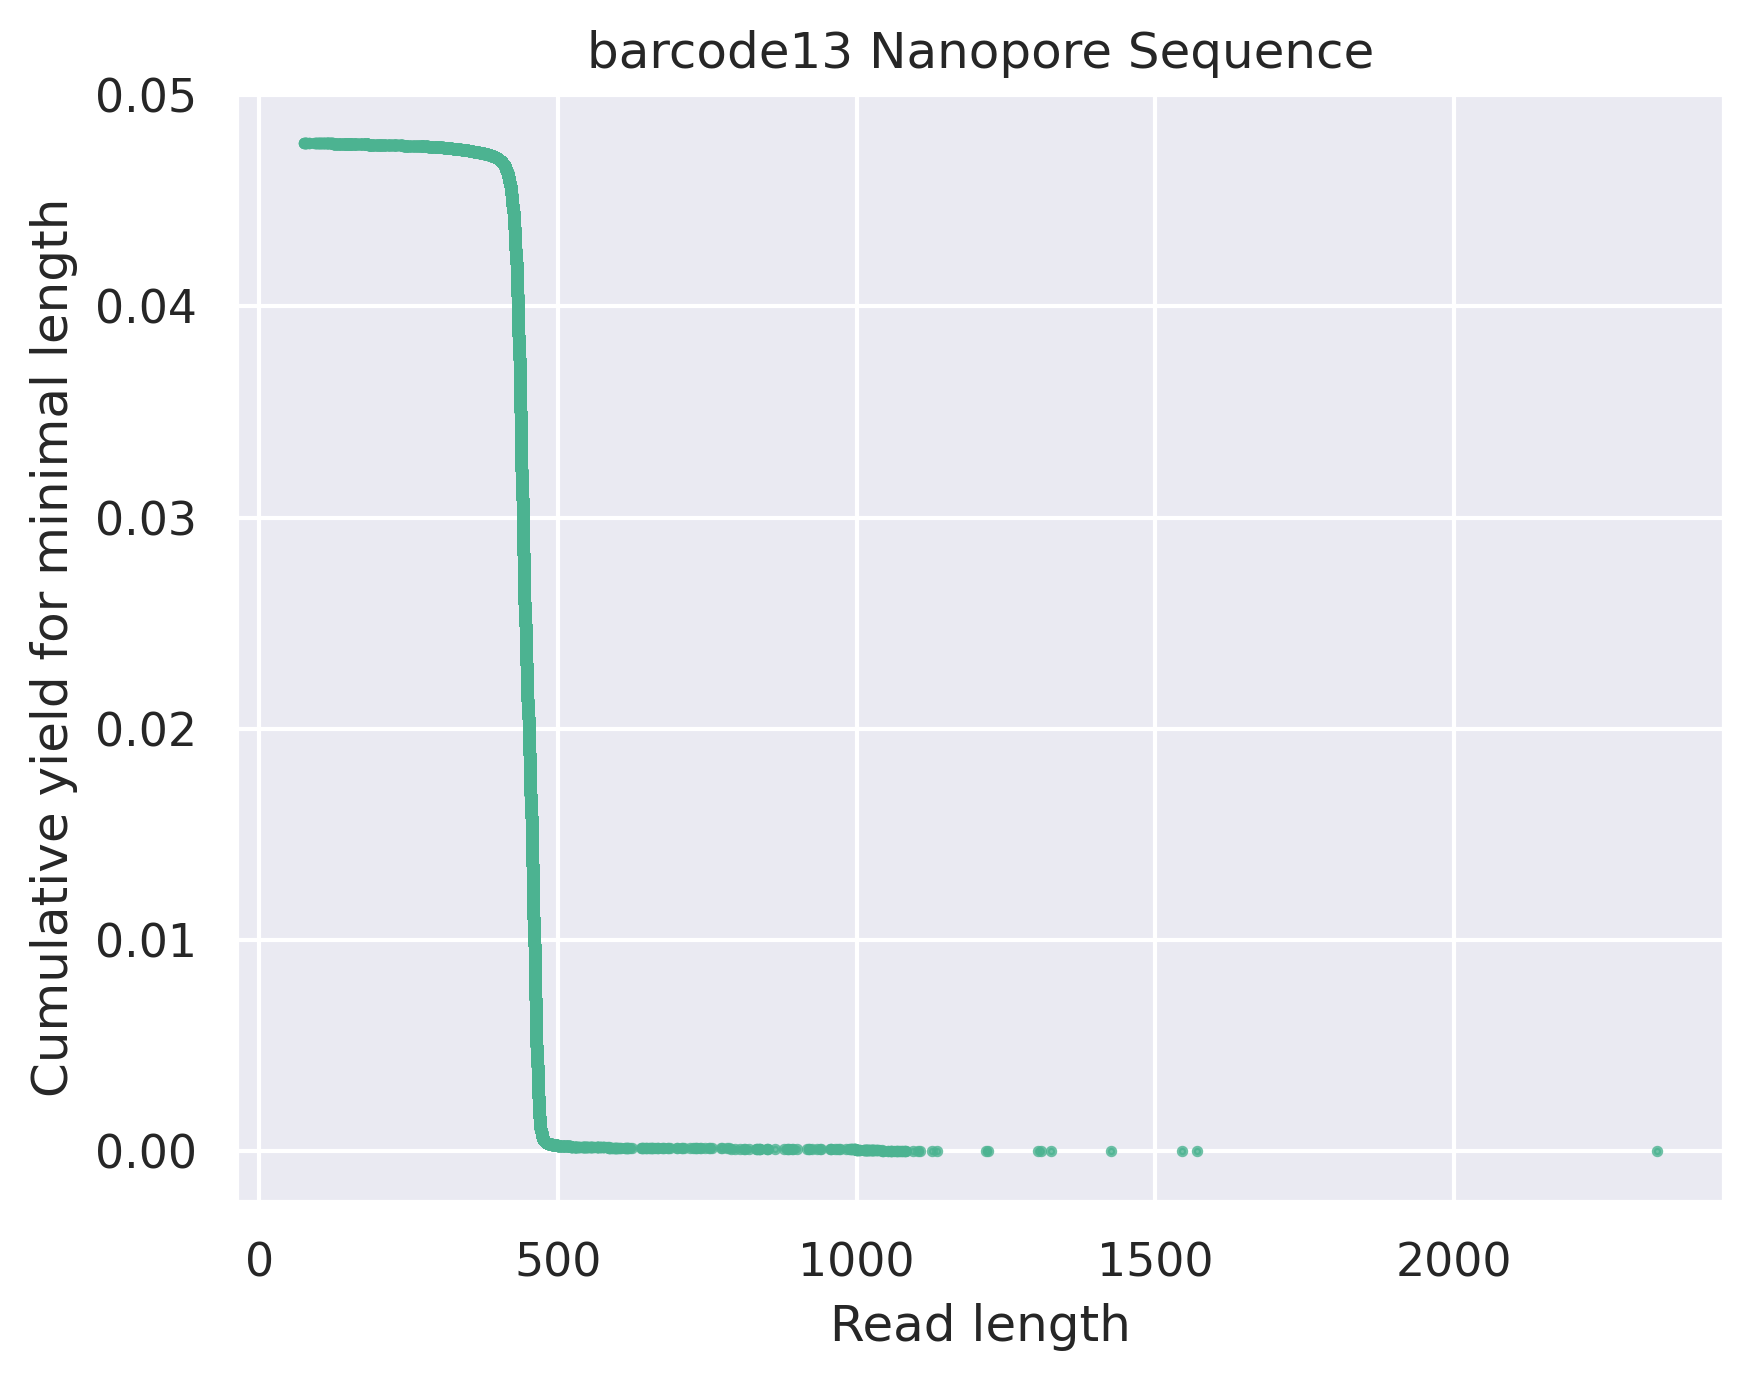 barcode13 Nanopore Sequence
0.05
0.04
0.03
0.02
0.01
0.00
Cumulative yield for minimal length
0 500 1000 1500 2000
Read length